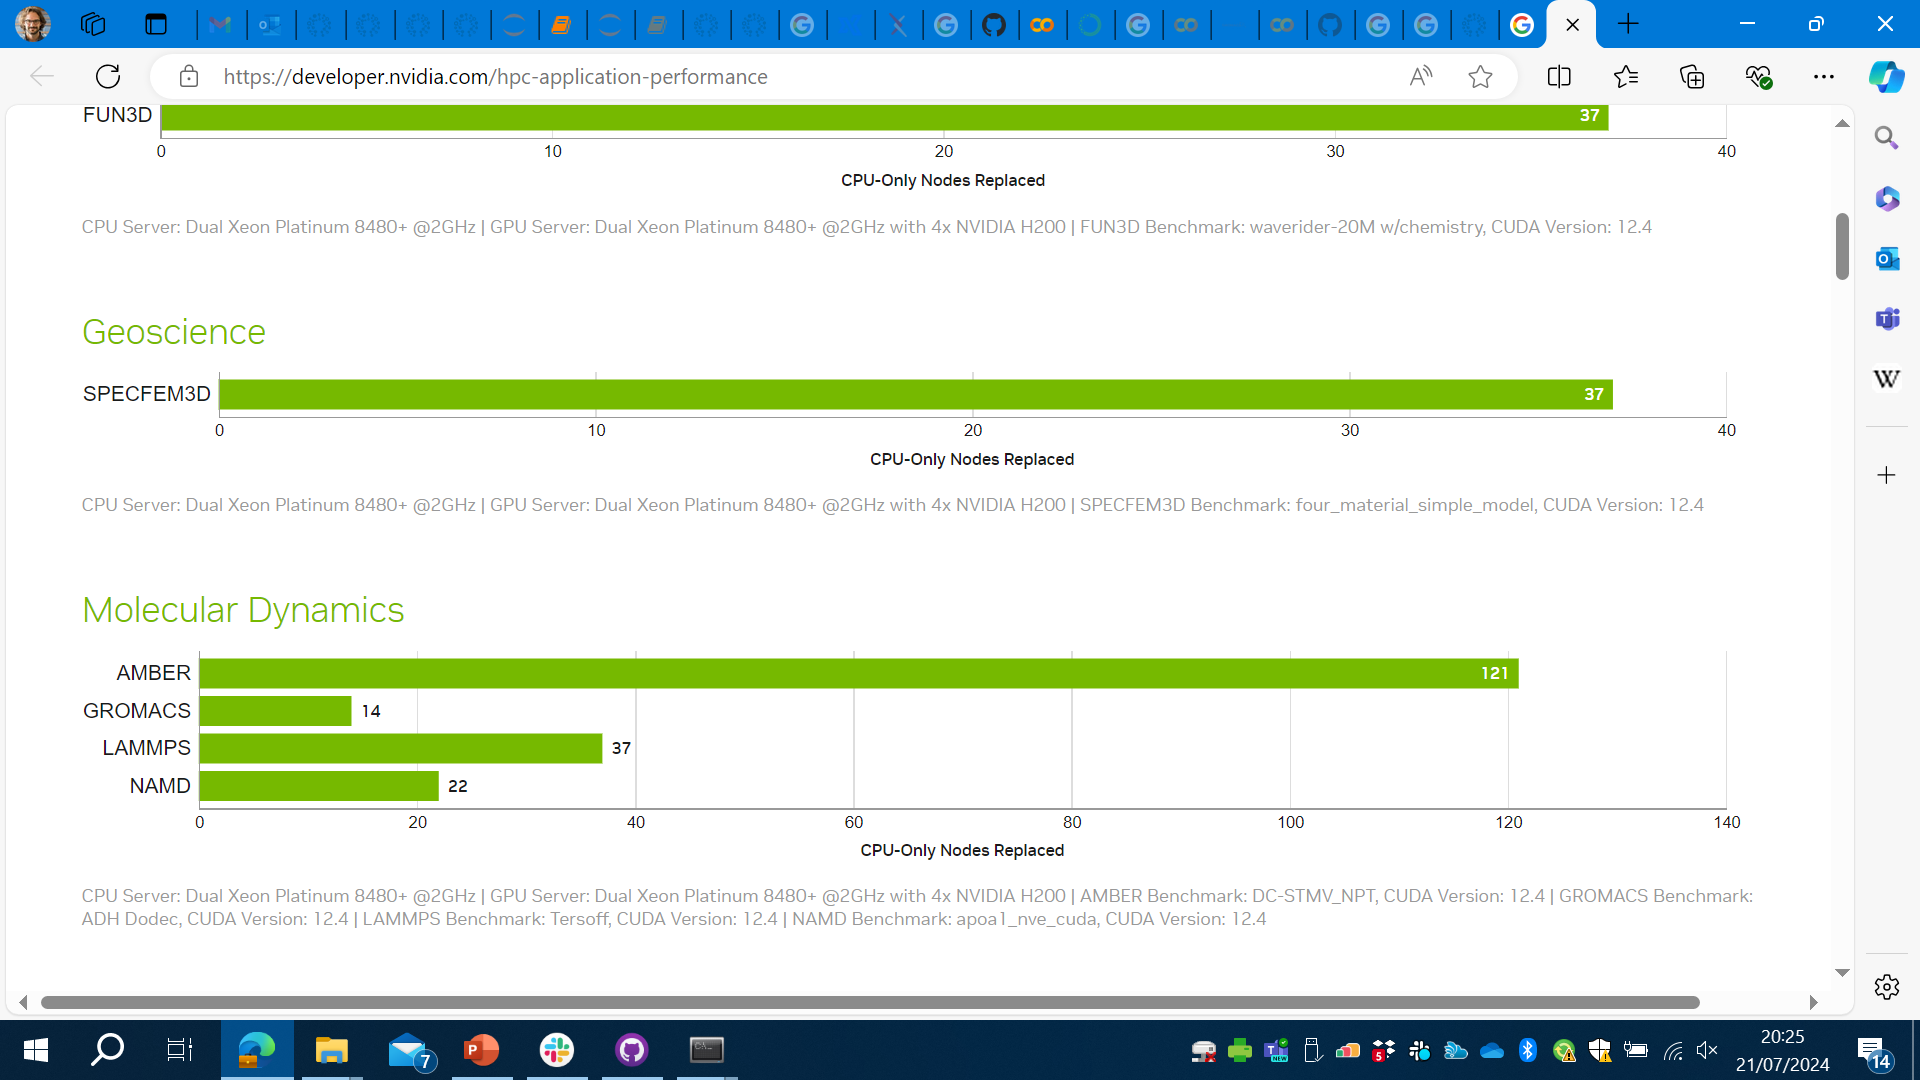 https://developer.nvidia.com/hpc-application-performance
FUN3D
37
0 10 20 30 40
CPU-Only Nodes Replaced
CPU Server: Dual Xeon Platinum 8480+ @2GHz | GPU Server: Dual Xeon Platinum 8480+ @2GHz with 4x NVIDIA H200 | FUN3D Benchmark: waverider-20M w/chemistry, CUDA Version: 12.4
Geoscience
SPECFEM3D
37
0 10 20 30 40
CPU-Only Nodes Replaced
CPU Server: Dual Xeon Platinum 8480+ @2GHz | GPU Server: Dual Xeon Platinum 8480+ @2GHz with 4x NVIDIA H200 | SPECFEM3D Benchmark: four_material_simple_model, CUDA Version: 12.4
Molecular Dynamics
AMBER 121
GROMACS 14
LAMMPS 37
NAMD 22
0 20 40 60 80 100 120 140
CPU-Only Nodes Replaced
CPU Server: Dual Xeon Platinum 8480+ @2GHz | GPU Server: Dual Xeon Platinum 8480+ @2GHz with 4x NVIDIA H200 | AMBER Benchmark: DC-STMV_NPT, CUDA Version: 12.4 | GROMACS Benchmark:
ADH Dodec, CUDA Version: 12.4 | LAMMPS Benchmark: Tersoff, CUDA Version: 12.4 | NAMD Benchmark: apoa1_nve_cuda, CUDA Version: 12.4
7
5
NEW
20:25
21/07/2024
14